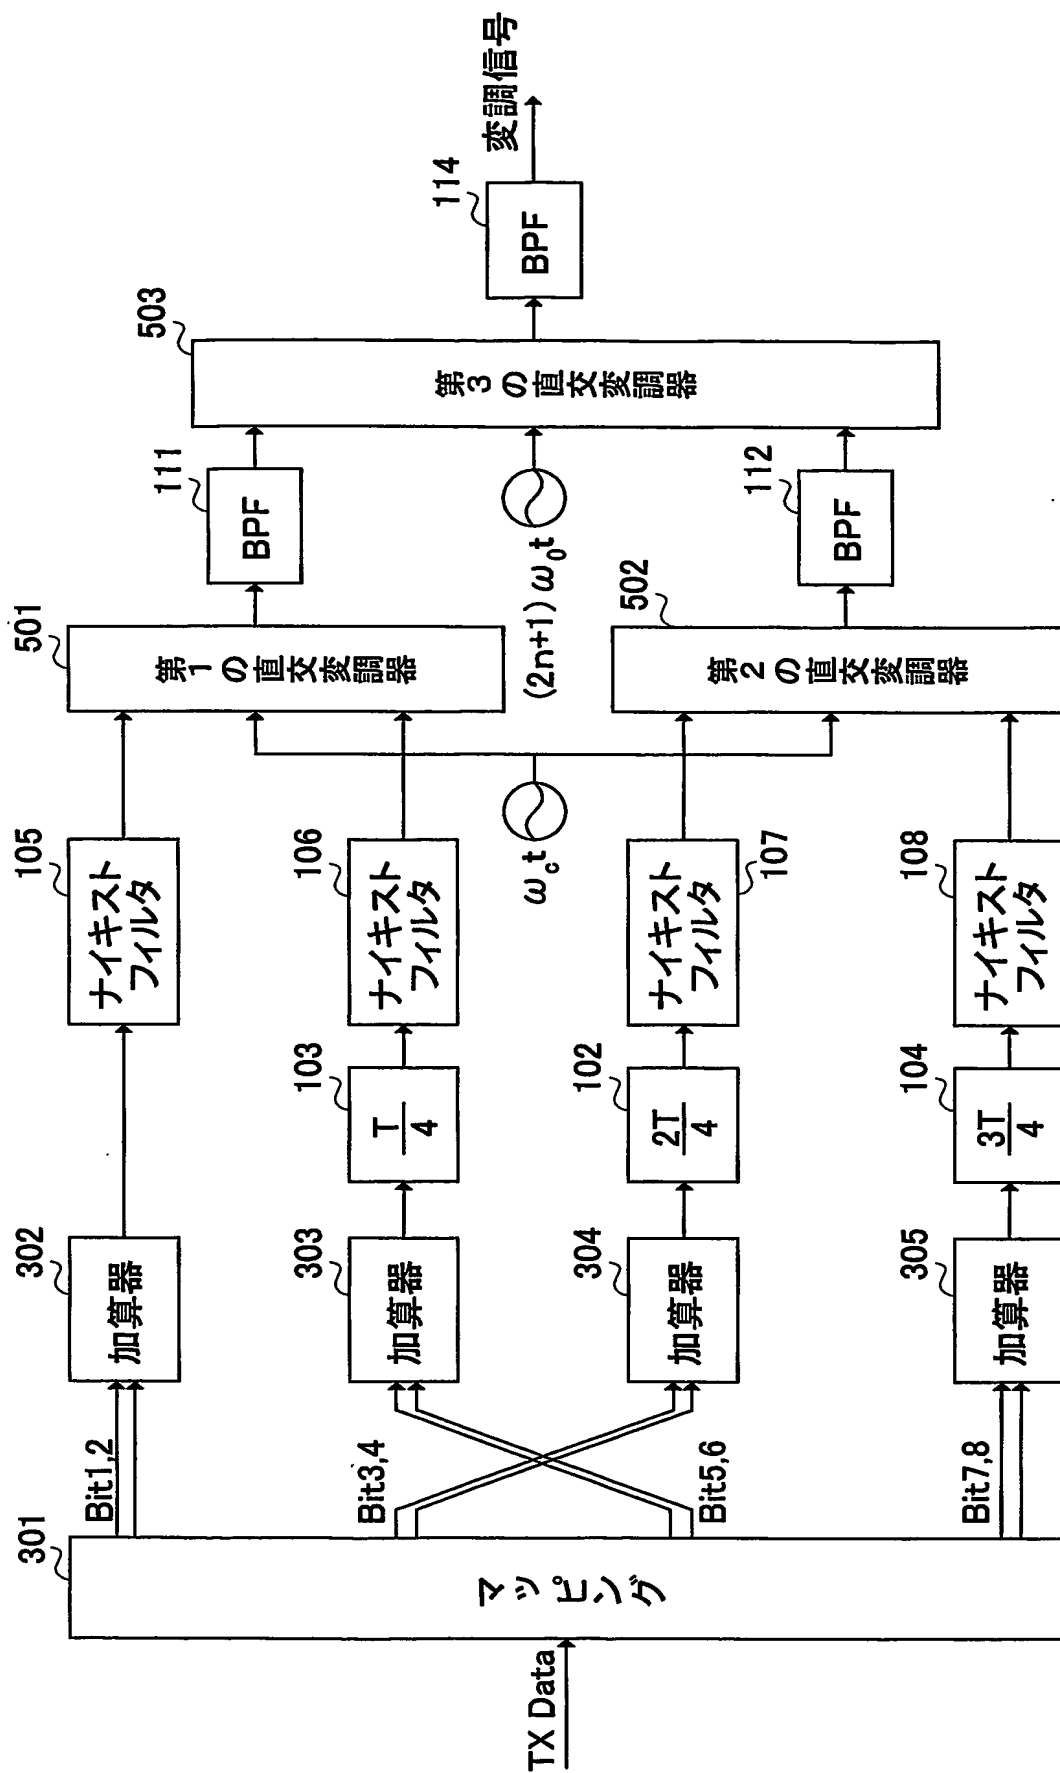 TX Data
301
マッピング
Bit1,2
Bit3,4
Bit5,6
Bit7,8
302
加算器
303
加算器
304
加算器
305
加算器
103
T
4
102
2T
4
104
3T
4
105
ナイキスト
フィルタ
106
ナイキスト
フィルタ
107
ナイキスト
フィルタ
108
ナイキスト
フィルタ
ωct
501
第1の直交変調器
502
第2の直交変調器
111
BPF
(2n+1)ω0t
112
BPF
503
第3の直交変調器
114
BPF
変調信号